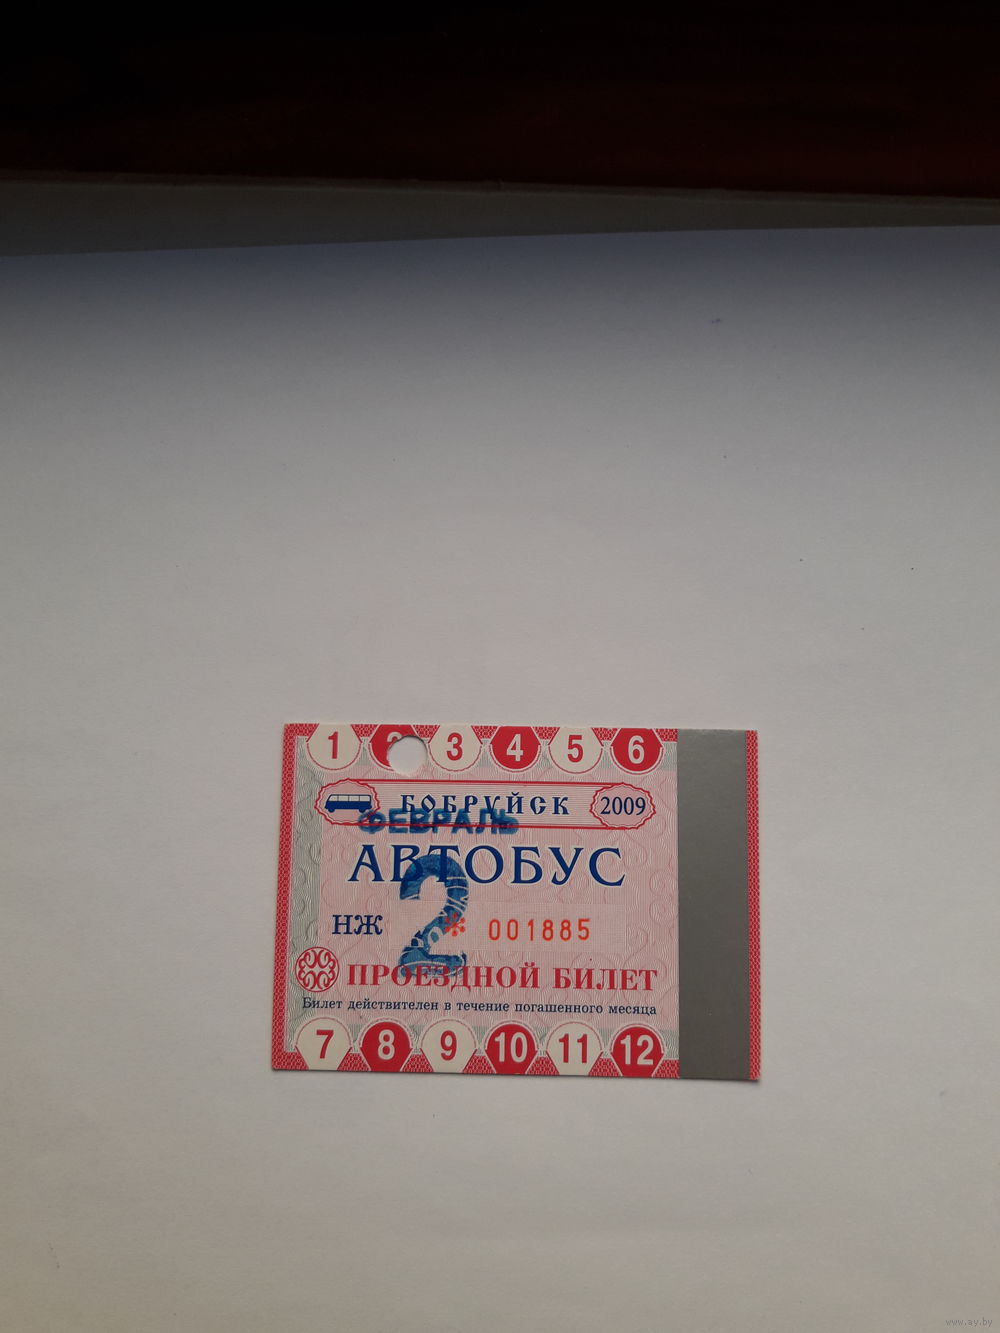 1 2 3 4 5 6
БОБРУЙСК 2009
ФЕВРАЛЬ
АВТОБУС
НЖ 2 * 001885
ПРОЕЗДНОЙ БИЛЕТ
Билет действителен в течение погашенного месяца
7 8 9 10 11 12
www.ay.by